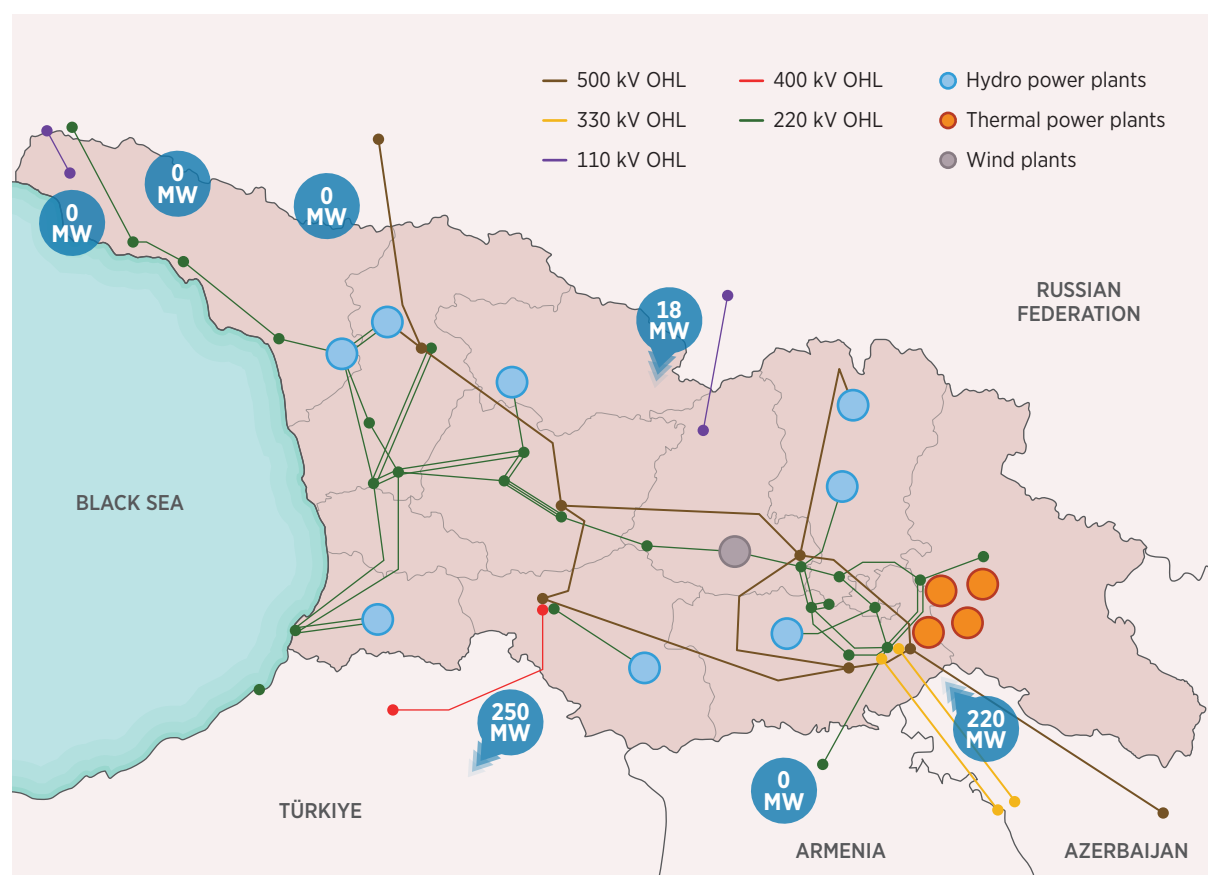 500 kV OHL
400 kV OHL
Hydro power plants
330 kV OHL
220 kV OHL
Thermal power plants
110 kV OHL
Wind plants
0
MW
0
MW
0
MW
18
MW
RUSSIAN
FEDERATION
BLACK SEA
250
MW
220
MW
0
MW
TÜRKIYE
ARMENIA
AZERBAIJAN